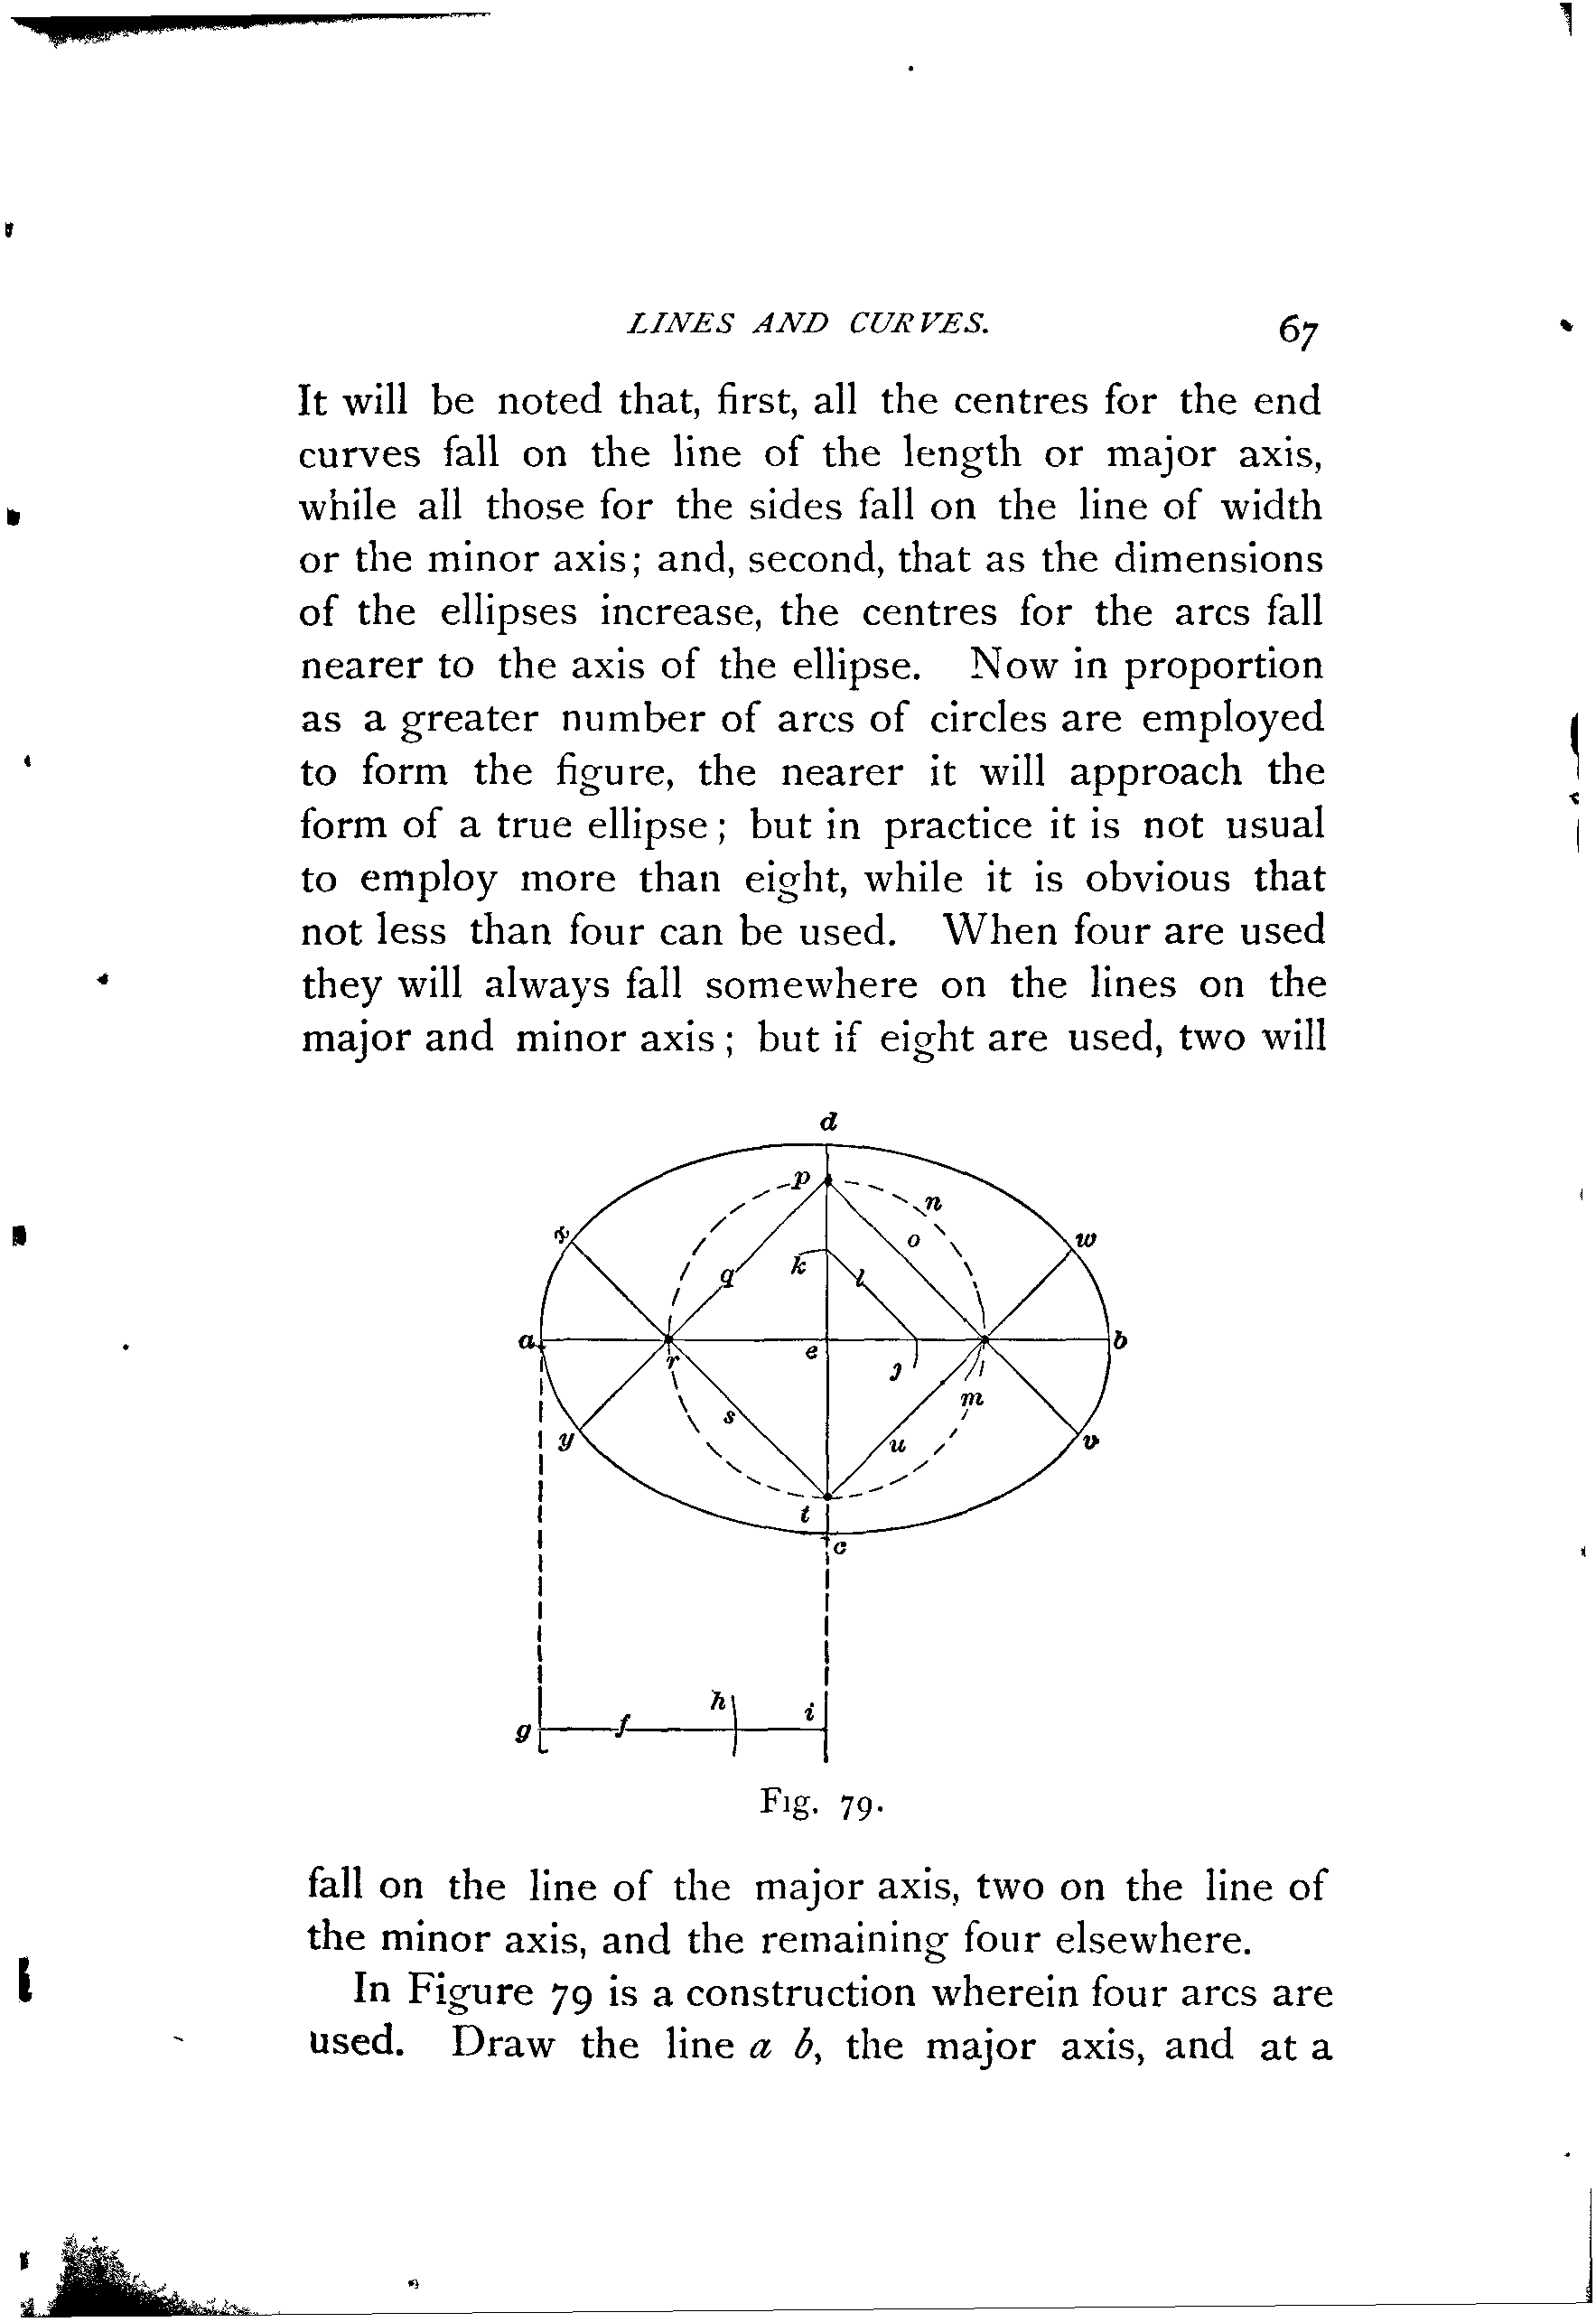 LINES AND CURVES. 67
It will be noted that, first, all the centres for the end
curves fall on the line of the length or major axis,
while all those for the sides fall on the line of width
or the minor axis; and, second, that as the dimensions
of the ellipses increase, the centres for the arcs fall
nearer to the axis of the ellipse. Now in proportion
as a greater number of arcs of circles are employed
to form the figure, the nearer it will approach the
form of a true ellipse; but in practice it is not usual
to employ more than eight, while it is obvious that
not less than four can be used. When four are used
they will always fall somewhere on the lines on the
major and minor axis; but if eight are used, two will
d
p
n
x
o
w
k
q
l
a
r
e
j
b
m
s
y
u
v
t
c
h
i
g
f
Fig. 79.
fall on the line of the major axis, two on the line of
the minor axis, and the remaining four elsewhere.
In Figure 79 is a construction wherein four arcs are
used. Draw the line a b, the major axis, and at a